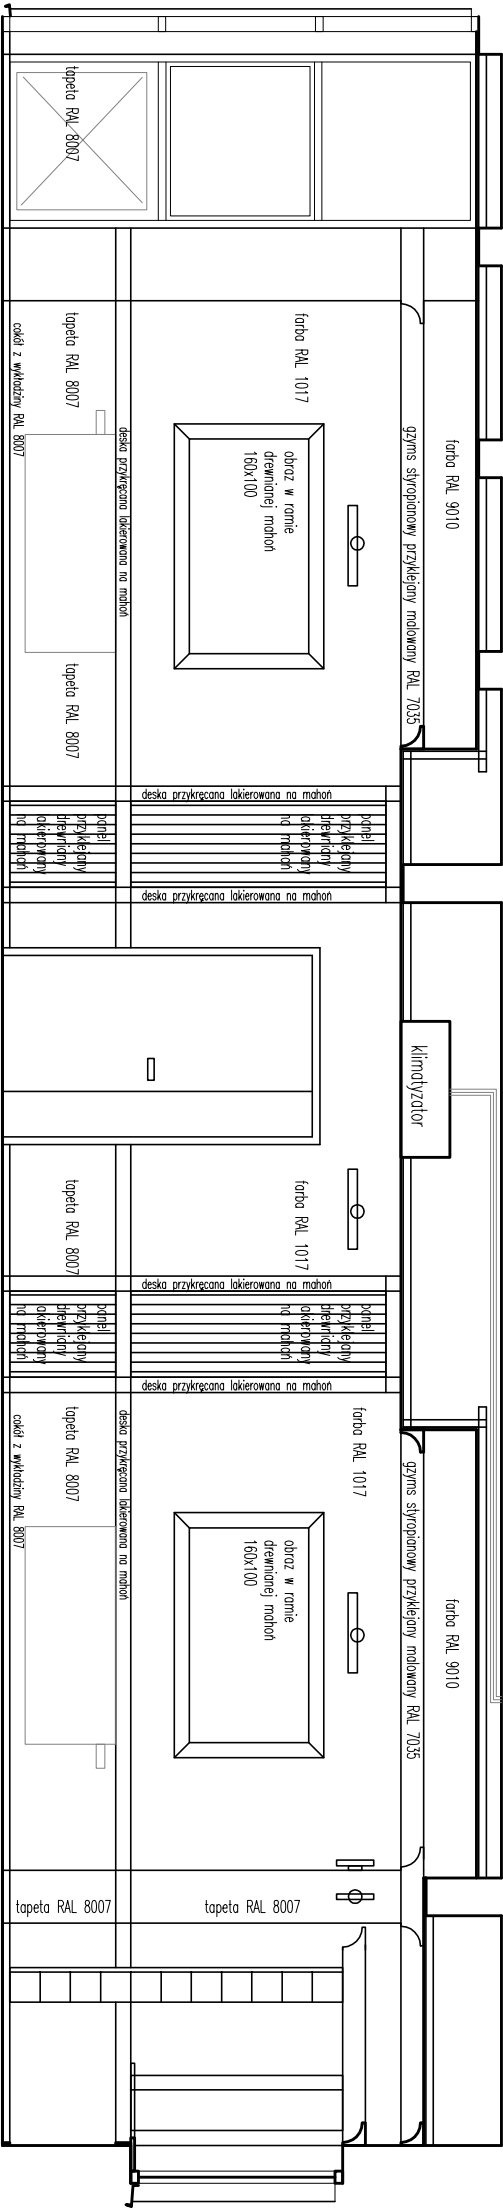 tapeta RAL 8007
farba RAL 9010
gzyms styropianowy przyklejany malowany RAL 7035
farba RAL 1017
obraz w ramie
drewnianej mahoń
160x100
deska przykręcana lakierowana na mahoń
tapeta RAL 8007
tapeta RAL 8007
cokół z wykładziny RAL 8007
deska przykręcana lakierowana na mahoń
panel
przyklejany
drewniany
lakierowany
na mahoń
panel
przyklejany
drewniany
lakierowany
na mahoń
deska przykręcana lakierowana na mahoń
klimatyzator
farba RAL 1017
tapeta RAL 8007
deska przykręcana lakierowana na mahoń
panel
przyklejany
drewniany
lakierowany
na mahoń
panel
przyklejany
drewniany
lakierowany
na mahoń
deska przykręcana lakierowana na mahoń
farba RAL 9010
gzyms styropianowy przyklejany malowany RAL 7035
farba RAL 1017
obraz w ramie
drewnianej mahoń
160x100
deska przykręcana lakierowana na mahoń
tapeta RAL 8007
cokół z wykładziny RAL 8007
tapeta RAL 8007
tapeta RAL 8007